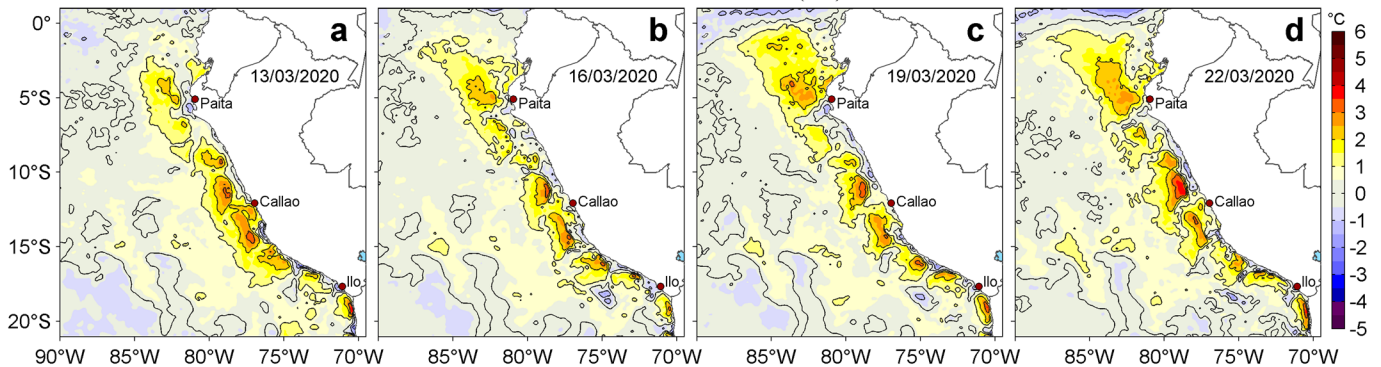 a
b
c
d
°C
13/03/2020
16/03/2020
19/03/2020
22/03/2020
Paita
Paita
Paita
Paita
Callao
Callao
Callao
Callao
Ilo
Ilo
Ilo
Ilo
0°
5°S
10°S
15°S
20°S
90°W 85°W 80°W 75°W 70°W
85°W 80°W 75°W 70°W
85°W 80°W 75°W 70°W
85°W 80°W 75°W 70°W
6
5
4
3
2
1
0
-1
-2
-3
-4
-5